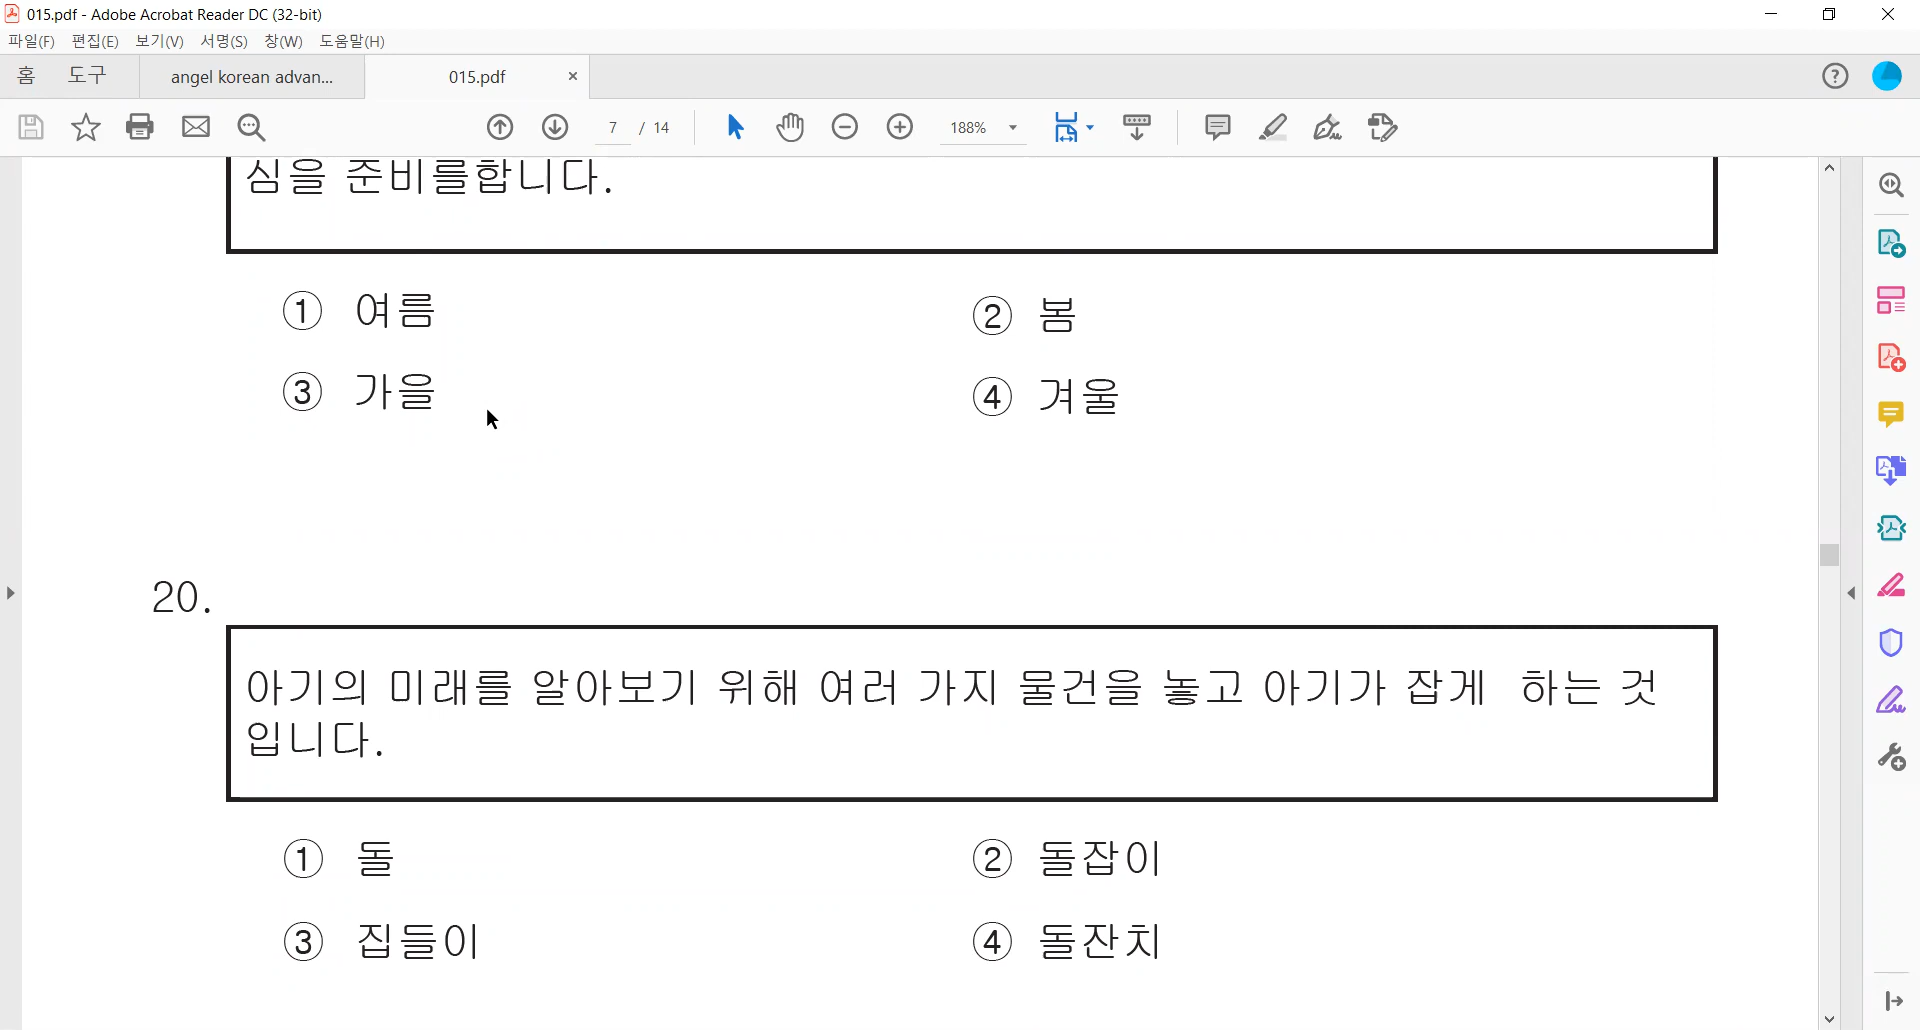 015.pdf - Adobe Acrobat Reader DC (32-bit)
파일(F) 편집(E) 보기(V) 서명(S) 창(W) 도움말(H)
홈 도구 angel korean advan... 015.pdf
7 / 14 188%
심을 준비를합니다.
① 여름 ② 봄
③ 가을 ④ 겨울
20.
아기의 미래를 알아보기 위해 여러 가지 물건을 놓고 아기가 잡게 하는 것
입니다.
① 돌 ② 돌잡이
③ 집들이 ④ 돌잔치